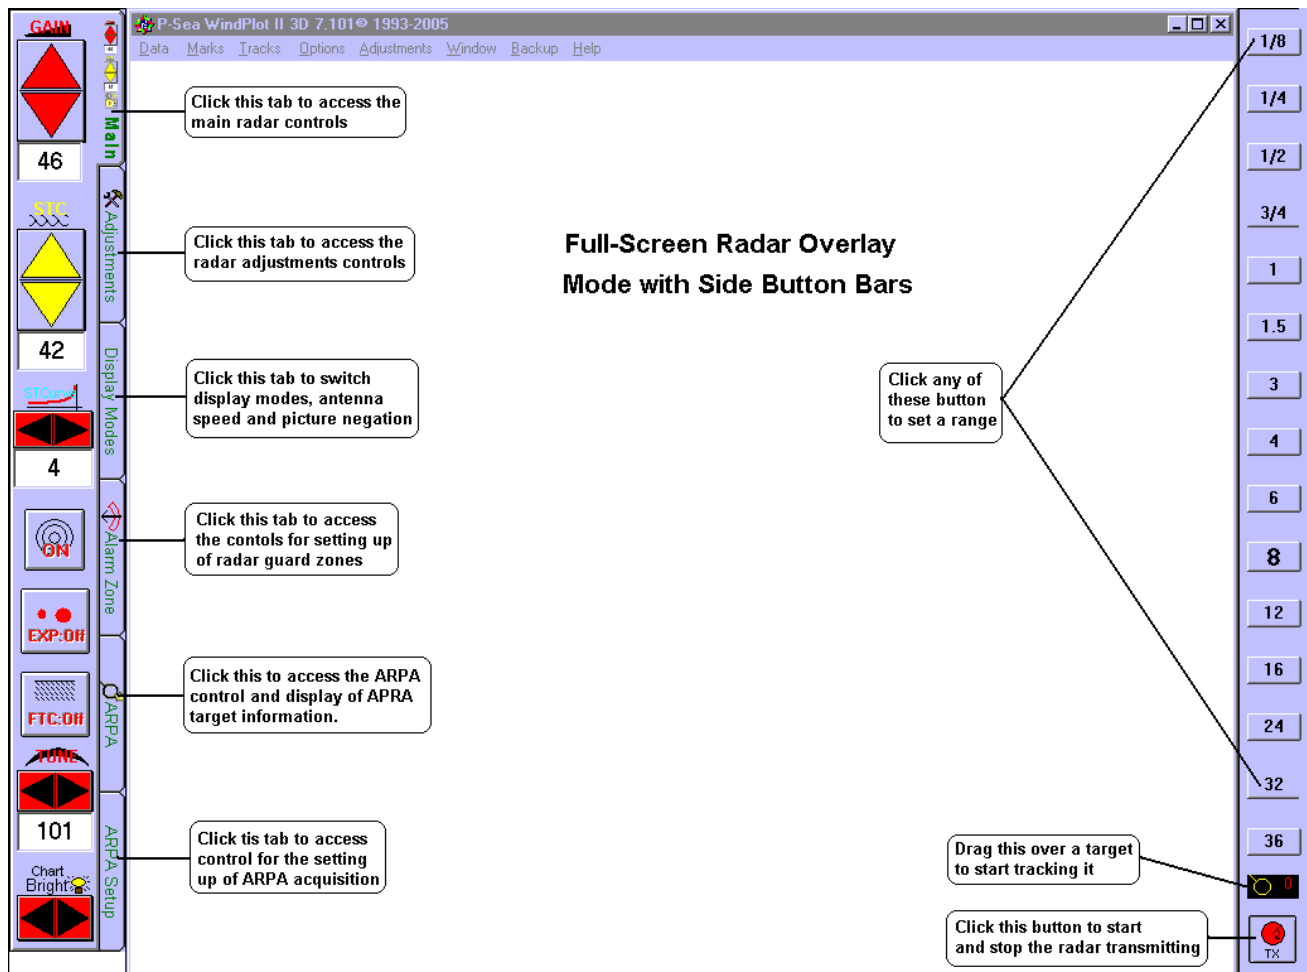 GAIN
46
STC
42
STCurve
4
ON
EXP:Off
FTC:Off
TUNE
101
Chart
Bright
Main
Adjustments
Display Modes
Alarm Zone
ARPA
ARPA Setup
P-Sea WindPlot II 3D 7.101© 1993-2005
Data Marks Tracks Options Adjustments Window Backup Help
Click this tab to access the
main radar controls
Click this tab to access the
radar adjustments controls
Click this tab to switch
display modes, antenna
speed and picture negation
Click this tab to access
the contols for setting up
of radar guard zones
Click this to access the ARPA
control and display of APRA
target information.
Click tis tab to access
control for the setting
up of ARPA acquisition
Full-Screen Radar Overlay
Mode with Side Button Bars
Click any of
these button
to set a range
Drag this over a target
to start tracking it
Click this button to start
and stop the radar transmitting
1/8
1/4
1/2
3/4
1
1.5
3
4
6
8
12
16
24
32
36
0
TX